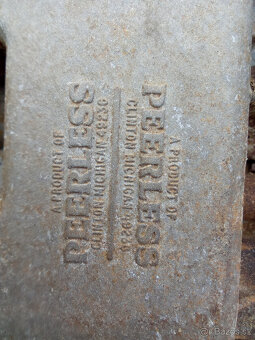 A PRODUCT OF
PEERLESS
CLINTON MICHIGAN 49236
A PRODUCT OF
PEERLESS
CLINTON MICHIGAN 49236